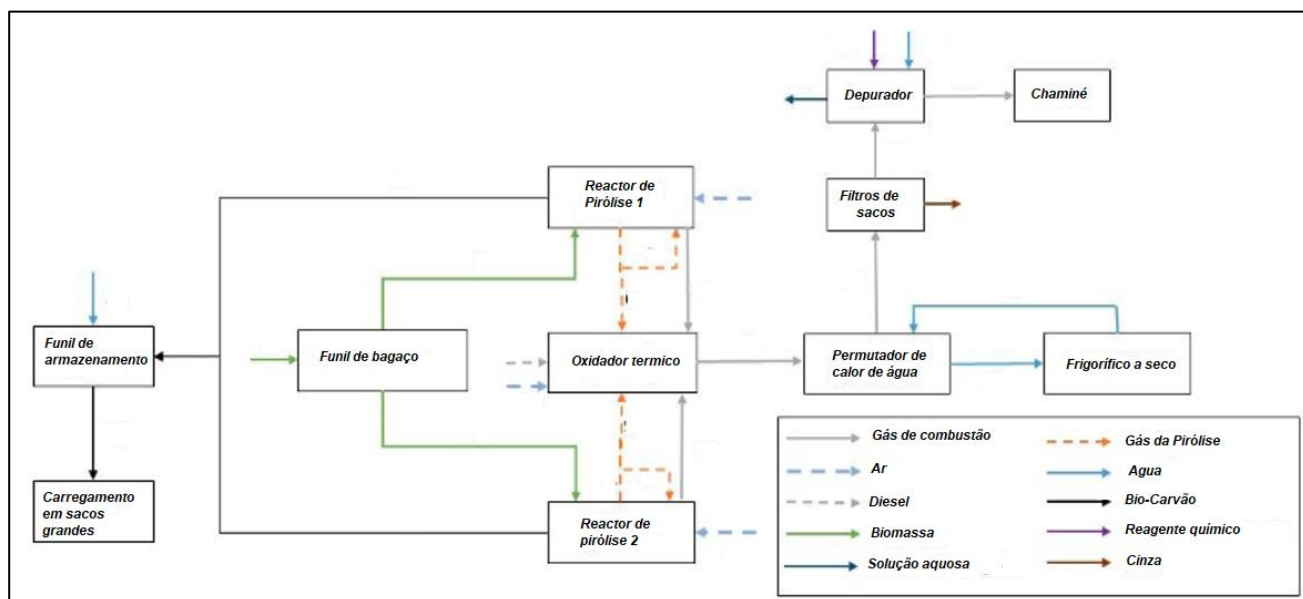 Depurador
Chaminé
Reactor de
Pirólise 1
Filtros de
sacos
Funil de
armazenamento
Funil de bagaço
Oxidador termico
Permutador de
calor de água
Frigorífico a seco
Carregamento
em sacos
grandes
Reactor de
pirólise 2
Gás de combustão
Gás da Pirólise
Ar
Agua
Diesel
Bio-Carvão
Biomassa
Reagente químico
Solução aquosa
Cinza